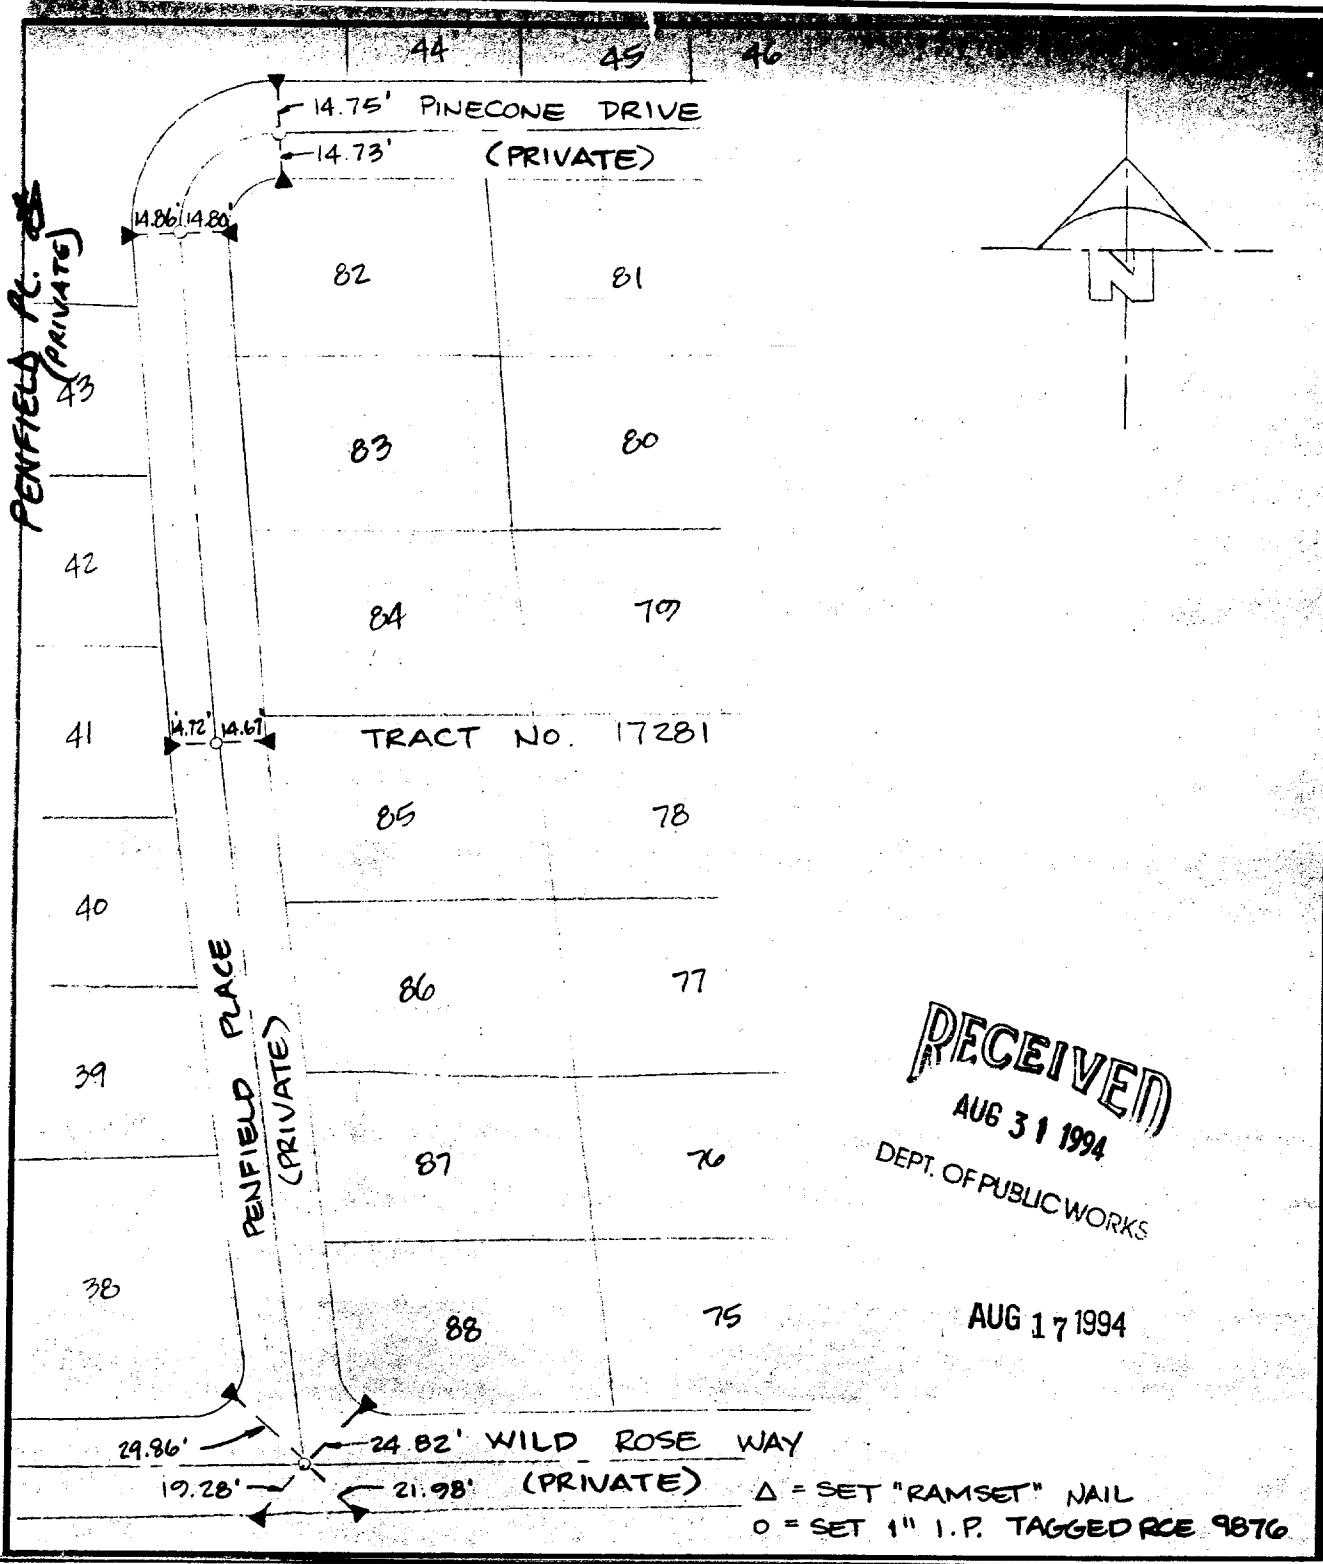 44 45 46
14.75' PINECONE DRIVE
14.73' (PRIVATE)
PENFIELD PL.
(PRIVATE)
14.86' 14.80'
N
82 81
43
83 80
42
84 79
14.72' 14.67'
41
TRACT NO. 17281
85 78
40
86 77
PENFIELD PLACE
(PRIVATE)
39
RECEIVED
AUG 31 1994
DEPT. OF PUBLIC WORKS
87 76
38
88 75
AUG 17 1994
29.86' 24.82' WILD ROSE WAY
19.28' 21.98' (PRIVATE)
Δ = SET "RAMSET" NAIL
O = SET 1" I.P. TAGGED RCE 9876